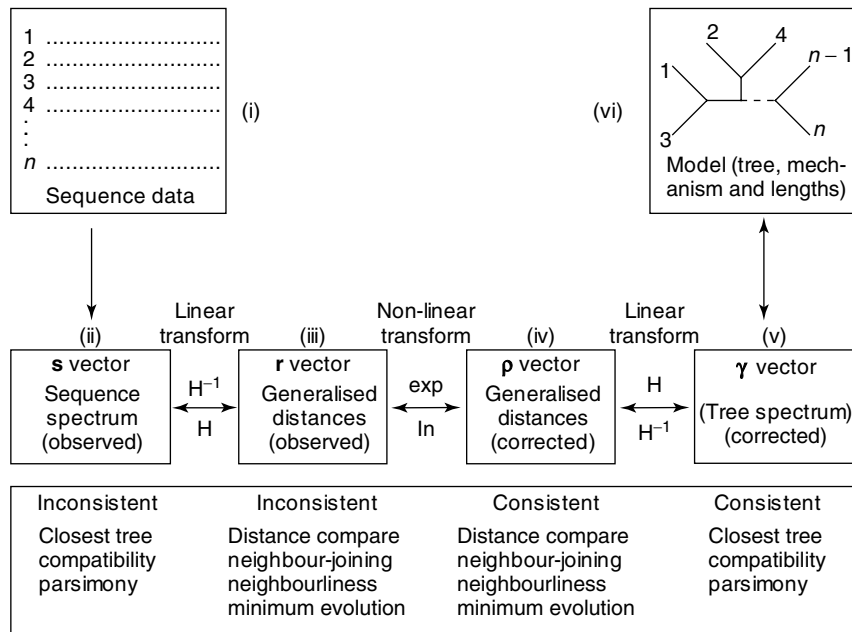 1 ..............................
2 ..............................
3 ..............................
4 ..............................
.
.
.
n ..............................
Sequence data
(i)
(vi)
2
4
1
n – 1
3
n
Model (tree, mech-
anism and lengths)
Linear
transform
Non-linear
transform
Linear
transform
(ii)
(iii)
(iv)
(v)
s vector
Sequence
spectrum
(observed)
H⁻¹
H
r vector
Generalised
distances
(observed)
exp
ln
ρ vector
Generalised
distances
(corrected)
H
H⁻¹
γ vector
(Tree spectrum)
(corrected)
Inconsistent
Closest tree
compatibility
parsimony
Inconsistent
Distance compare
neighbour-joining
neighbourliness
minimum evolution
Consistent
Distance compare
neighbour-joining
neighbourliness
minimum evolution
Consistent
Closest tree
compatibility
parsimony